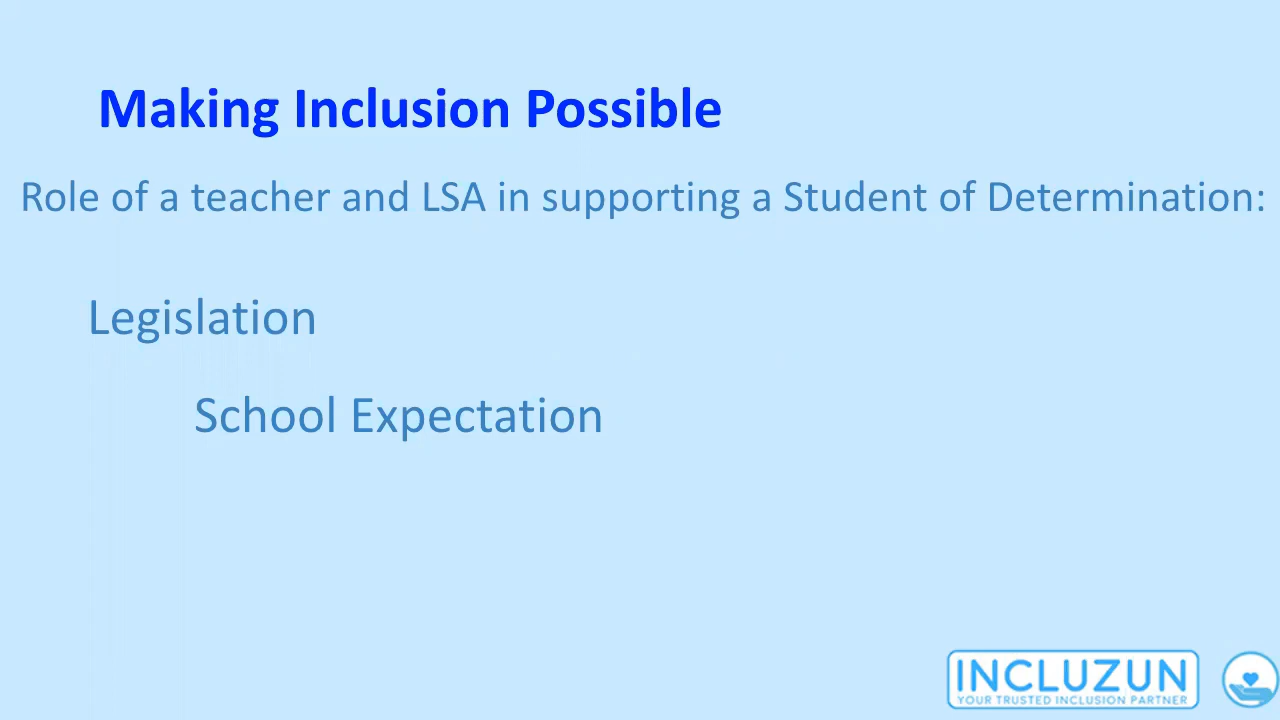 Making Inclusion Possible
Role of a teacher and LSA in supporting a Student of Determination:
Legislation
School Expectation
INCLUZUN
YOUR TRUSTED INCLUSION PARTNER